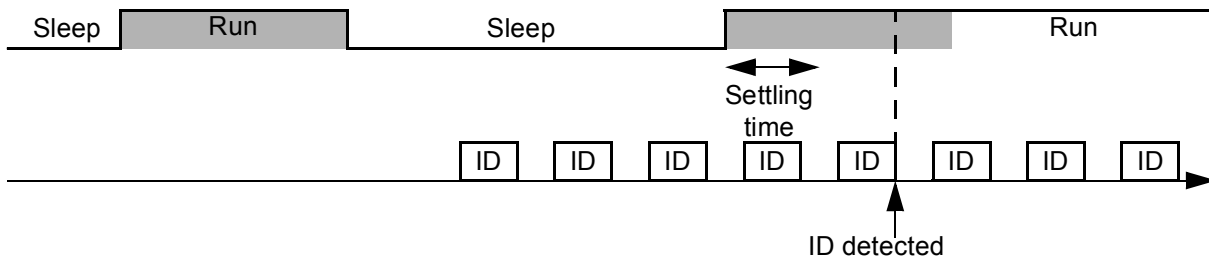 Sleep
Run
Sleep
Run
Settling
time
ID
ID
ID
ID
ID
ID
ID
ID
ID detected